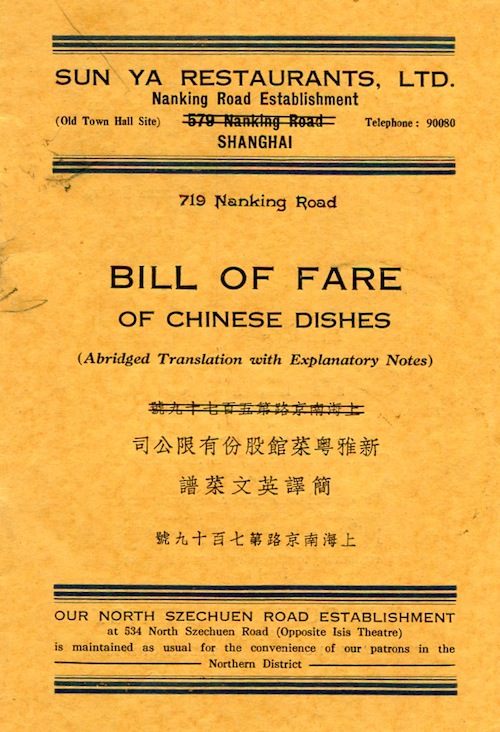 SUN YA RESTAURANTS, LTD.
Nanking Road Establishment
(Old Town Hall Site) 579 Nanking Road Telephone: 90080
SHANGHAI
719 Nanking Road
BILL OF FARE
OF CHINESE DISHES
(Abridged Translation with Explanatory Notes)
上海南京路第五百七十九號
新雅粵菜館股份有限公司
簡譯英文菜譜
上海南京路第七百十九號
OUR NORTH SZECHUEN ROAD ESTABLISHMENT
at 534 North Szechuen Road (Opposite Isis Theatre)
is maintained as usual for the convenience of our patrons in the
Northern District